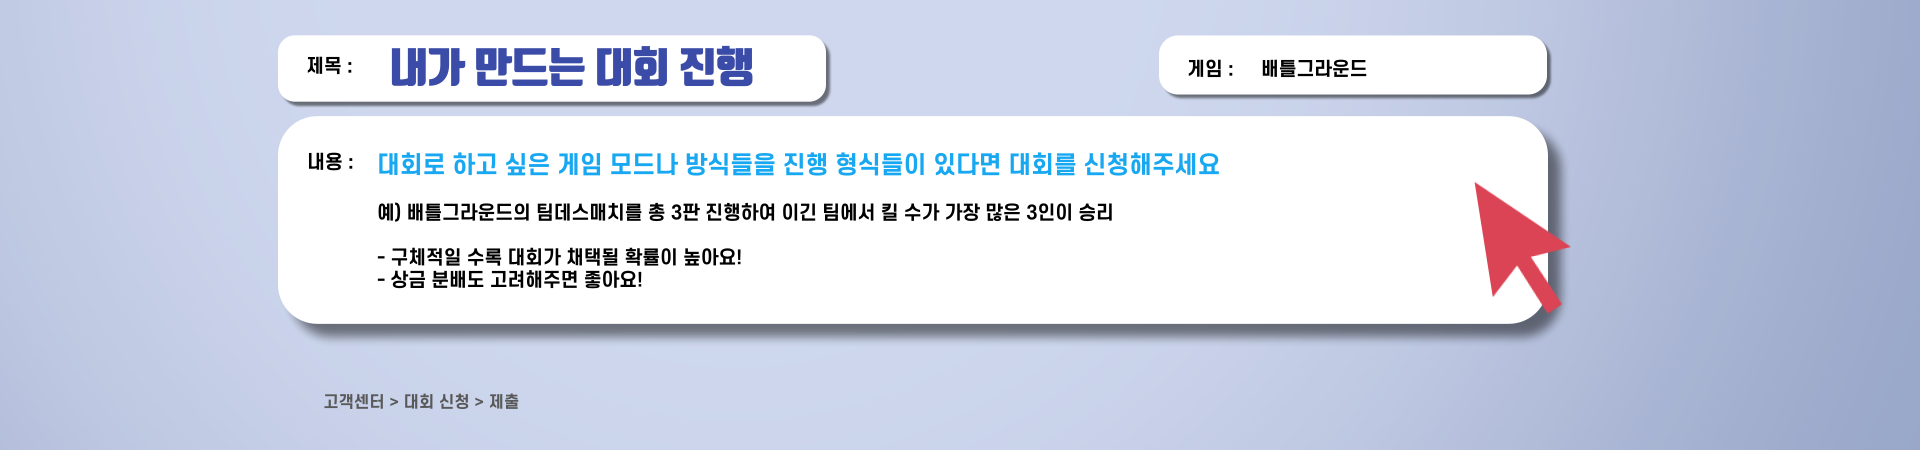 제목 : 내가 만드는 대회 진행
게임 : 배틀그라운드
내용 : 대회로 하고 싶은 게임 모드나 방식들을 진행 형식들이 있다면 대회를 신청해주세요
예) 배틀그라운드의 팀데스매치를 총 3판 진행하여 이긴 팀에서 킬 수가 가장 많은 3인이 승리
- 구체적일 수록 대회가 채택될 확률이 높아요!
- 상금 분배도 고려해주면 좋아요!
고객센터 > 대회 신청 > 제출